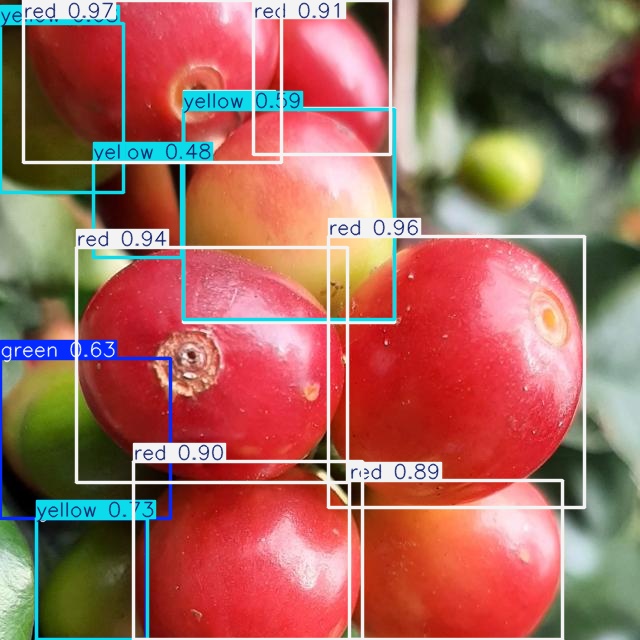 red 0.97
red 0.91
yellow 0.59
yellow 0.48
red 0.96
red 0.94
green 0.63
red 0.90
red 0.89
yellow 0.73